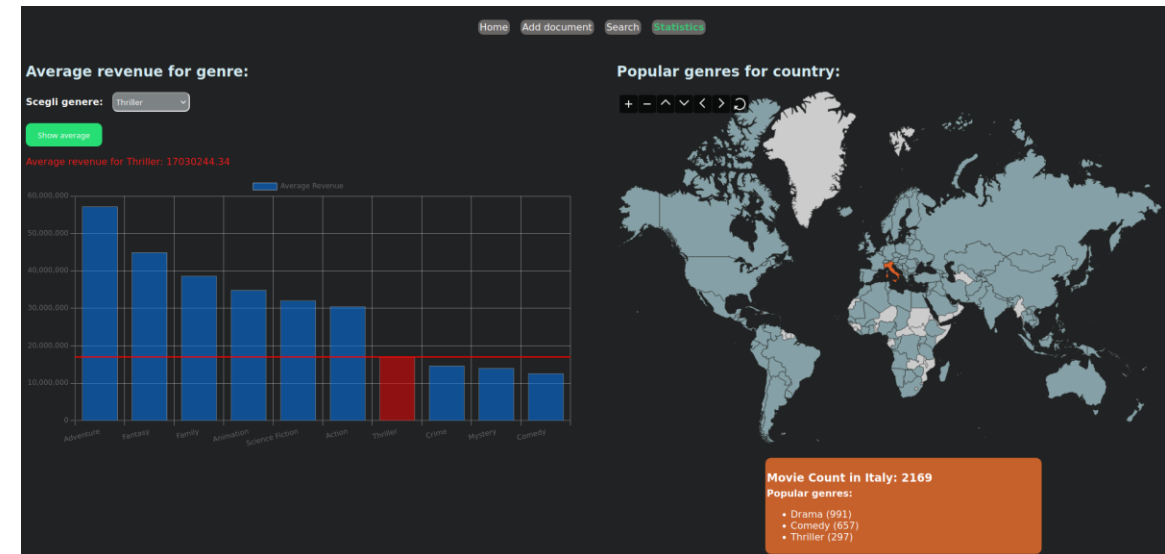 Home Add document Search Statistics
Average revenue for genre:
Scegli genere: Thriller
Show average
Average revenue for Thriller: 17030244.34
Average Revenue
60,000,000
50,000,000
40,000,000
30,000,000
20,000,000
10,000,000
0
Adventure Fantasy Family Animation Science Fiction Action Thriller Crime Mystery Comedy
Popular genres for country:
Movie Count in Italy: 2169
Popular genres:
• Drama (991)
• Comedy (657)
• Thriller (297)